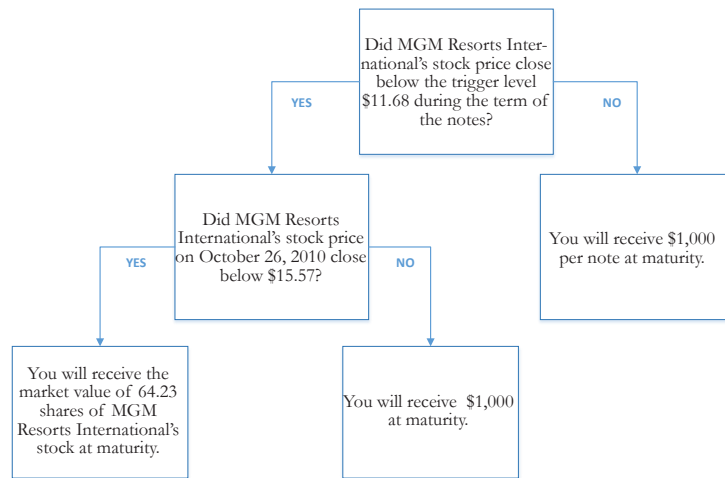 Did MGM Resorts Inter-
national's stock price close
below the trigger level
$11.68 during the term of
the notes?
YES
NO
Did MGM Resorts
International's stock price
on October 26, 2010 close
below $15.57?
You will receive $1,000
per note at maturity.
YES
NO
You will receive the
market value of 64.23
shares of MGM
Resorts International's
stock at maturity.
You will receive $1,000
at maturity.